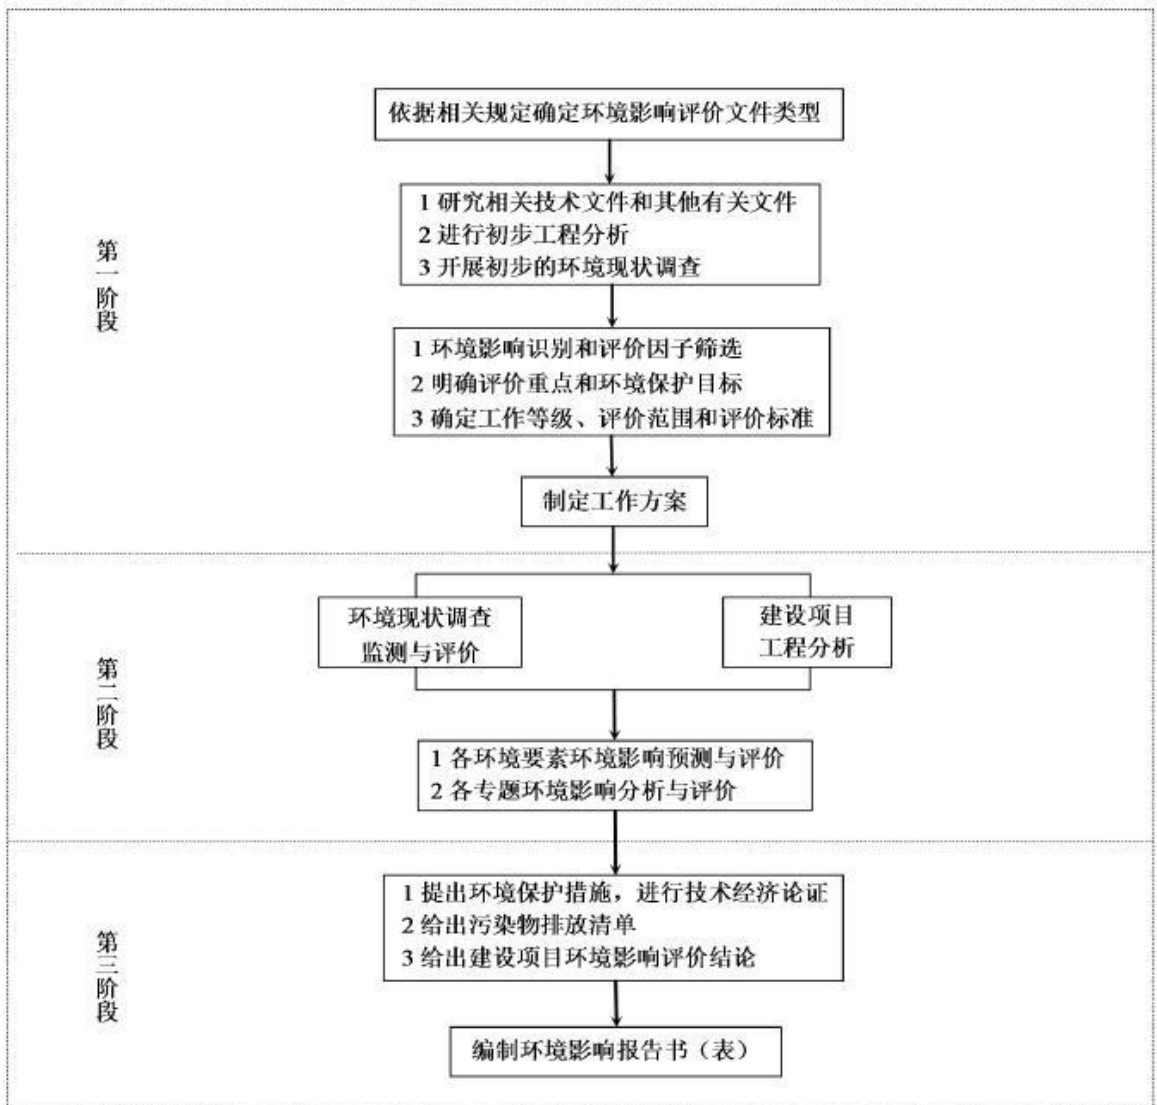 依据相关规定确定环境影响评价文件类型
1 研究相关技术文件和其他有关文件
2 进行初步工程分析
3 开展初步的环境现状调查
第一阶段
1 环境影响识别和评价因子筛选
2 明确评价重点和环境保护目标
3 确定工作等级、评价范围和评价标准
制定工作方案
环境现状调查
监测与评价
建设项目
工程分析
第二阶段
1 各环境要素环境影响预测与评价
2 各专题环境影响分析与评价
1 提出环境保护措施，进行技术经济论证
2 给出污染物排放清单
3 给出建设项目环境影响评价结论
第三阶段
编制环境影响报告书（表）